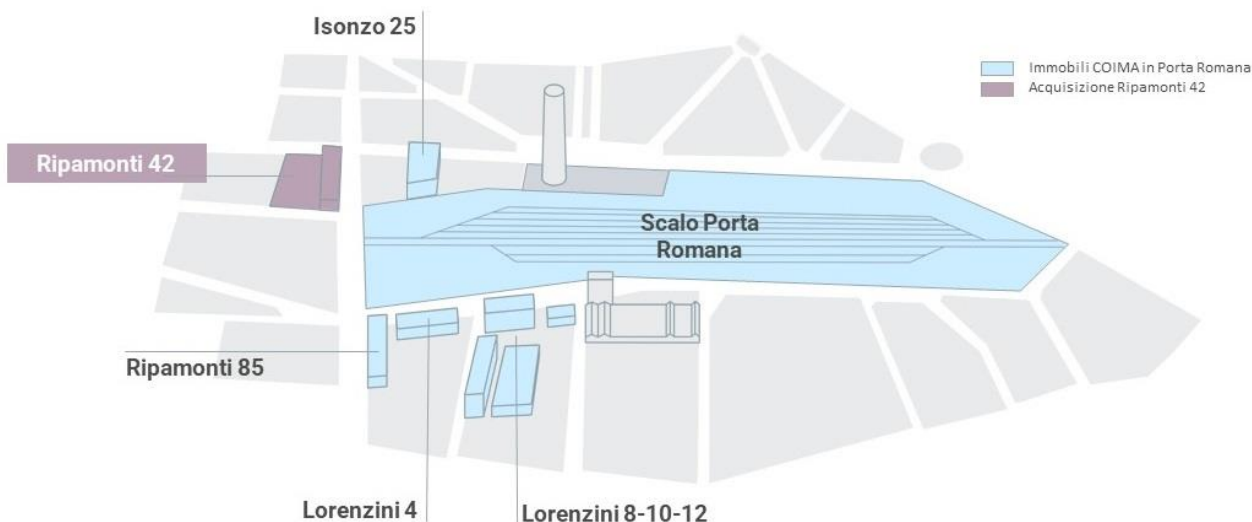 Isonzo 25
Immobili COIMA in Porta Romana
Acquisizione Ripamonti 42
Ripamonti 42
Scalo Porta
Romana
Ripamonti 85
Lorenzini 4
Lorenzini 8-10-12